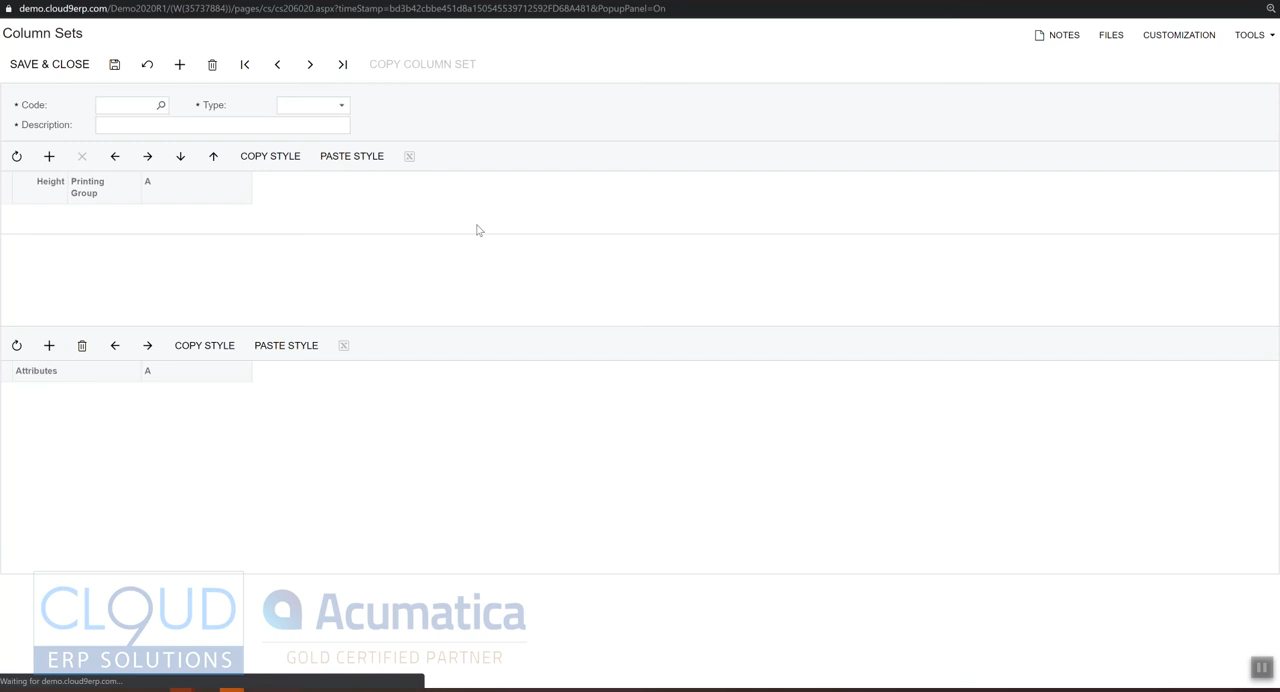 demo.cloud9erp.com/Demo2020R1/(W(35737884))/pages/cs/cs206020.aspx?timeStamp=bd3b42cbbe451d8a150545539712592FD68A481&PopupPanel=On
Column Sets
NOTES FILES CUSTOMIZATION TOOLS
SAVE & CLOSE COPY COLUMN SET
* Code: * Type:
* Description:
COPY STYLE PASTE STYLE
Height Printing Group A
COPY STYLE PASTE STYLE
Attributes A
CLOUD 9
ERP SOLUTIONS
Acumatica
GOLD CERTIFIED PARTNER
Waiting for demo.cloud9erp.com...